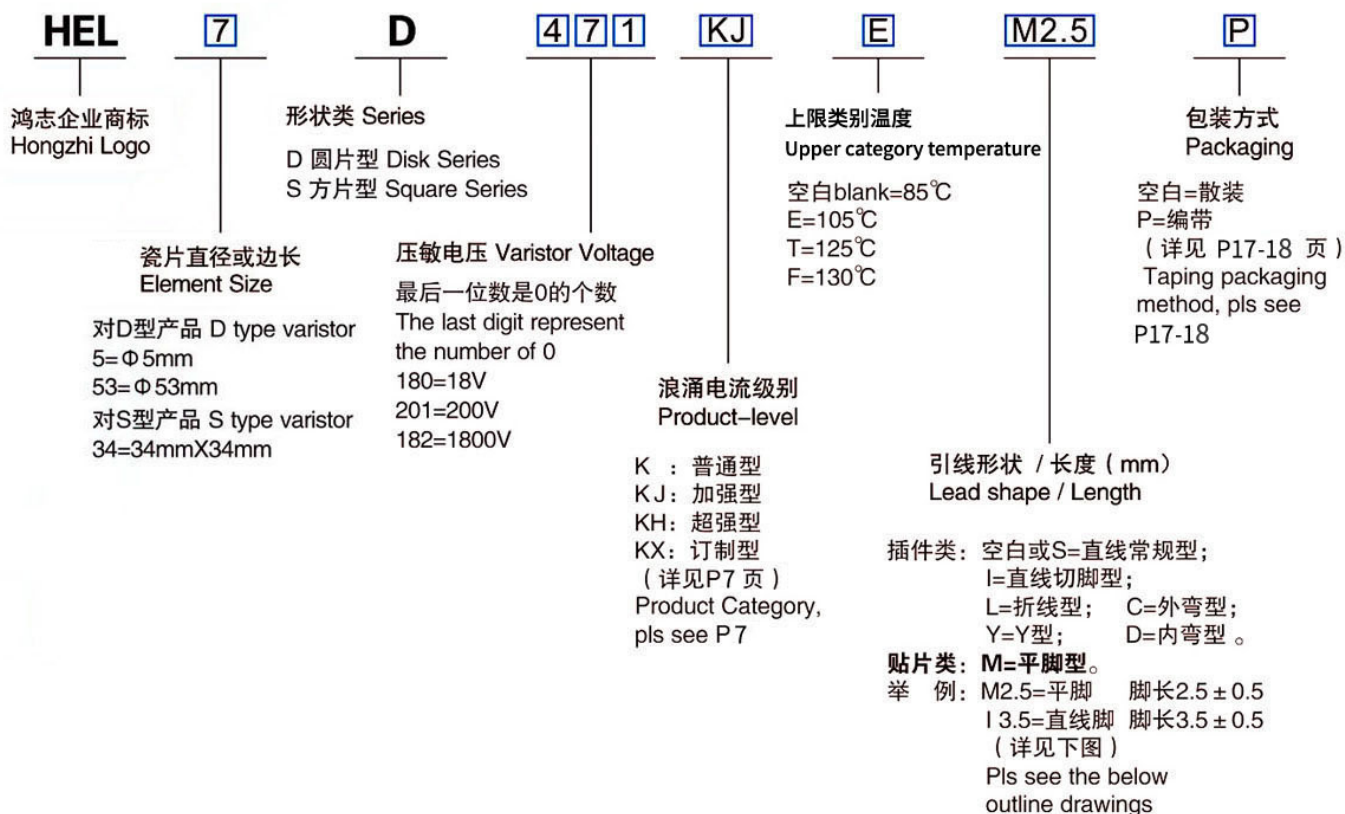 HEL 7 D 471 KJ E M2.5 P
鸿志企业商标
Hongzhi Logo
瓷片直径或边长
Element Size
对D型产品 D type varistor
5=Φ5mm
53=Φ53mm
对S型产品 S type varistor
34=34mmX34mm
形状类 Series
D 圆片型 Disk Series
S 方片型 Square Series
压敏电压 Varistor Voltage
最后一位数是0的个数
The last digit represent
the number of 0
180=18V
201=200V
182=1800V
浪涌电流级别
Product-level
K ：普通型
KJ：加强型
KH：超强型
KX：订制型
（详见P7 页）
Product Category,
pls see P7
上限类别温度
Upper category temperature
空白blank=85℃
E=105℃
T=125℃
F=130℃
引线形状 / 长度（mm）
Lead shape / Length
插件类：空白或S=直线常规型；
I=直线切脚型；
L=折线型； C=外弯型；
Y=Y型； D=内弯型。
贴片类：M=平脚型。
举 例：M2.5=平脚 脚长2.5±0.5
I 3.5=直线脚 脚长3.5±0.5
（详见下图）
Pls see the below
outline drawings
包装方式
Packaging
空白=散装
P=编带
（详见 P17-18 页）
Taping packaging
method, pls see
P17-18